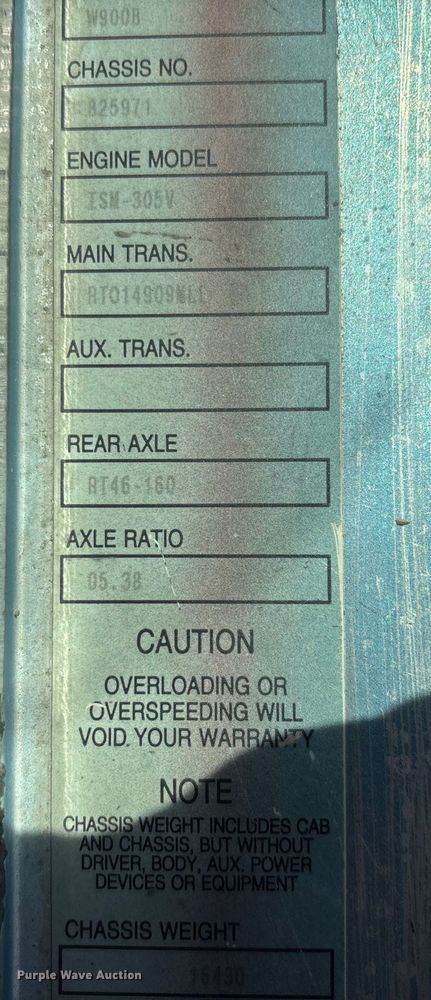 W900B
CHASSIS NO.
825971
ENGINE MODEL
ISM-305V
MAIN TRANS.
RTO14909MLL
AUX. TRANS.
REAR AXLE
RT46-160
AXLE RATIO
05.38
CAUTION
OVERLOADING OR
OVERSPEEDING WILL
VOID YOUR WARRANTY
NOTE
CHASSIS WEIGHT INCLUDES CAB
AND CHASSIS, BUT WITHOUT
DRIVER, BODY, AUX. POWER
DEVICES OR EQUIPMENT
CHASSIS WEIGHT
Purple Wave Auction